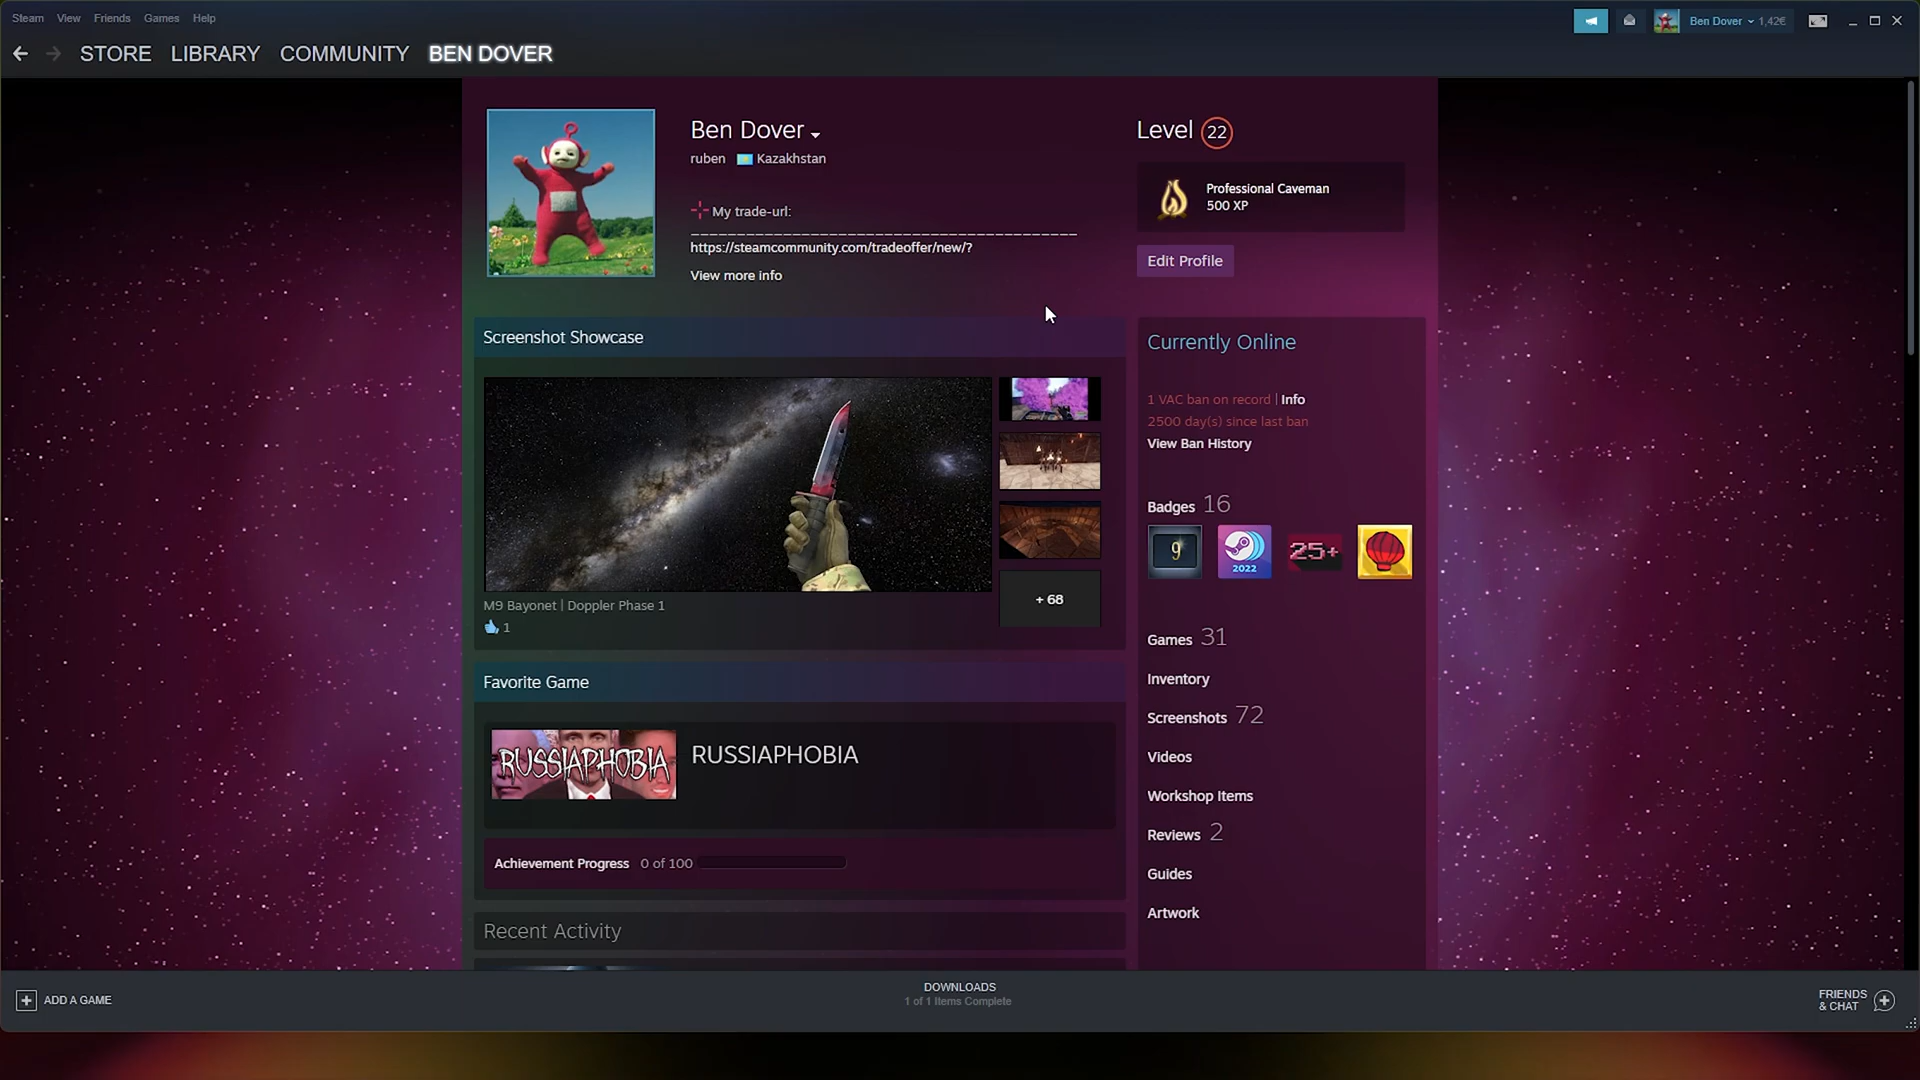 Steam View Friends Games Help
Ben Dover 1,42€
STORE LIBRARY COMMUNITY BEN DOVER
Ben Dover
ruben Kazakhstan
My trade-url:
___________________________________________
https://steamcommunity.com/tradeoffer/new/?
View more info
Level 22
Professional Caveman
500 XP
Edit Profile
Screenshot Showcase
M9 Bayonet | Doppler Phase 1
1
+ 68
Favorite Game
RUSSIAPHOBIA
RUSSIAPHOBIA
Achievement Progress 0 of 100
Recent Activity
Currently Online
1 VAC ban on record | Info
2500 day(s) since last ban
View Ban History
Badges 16
9
2022
25+
Games 31
Inventory
Screenshots 72
Videos
Workshop Items
Reviews 2
Guides
Artwork
ADD A GAME
DOWNLOADS
1 of 1 Items Complete
FRIENDS
& CHAT